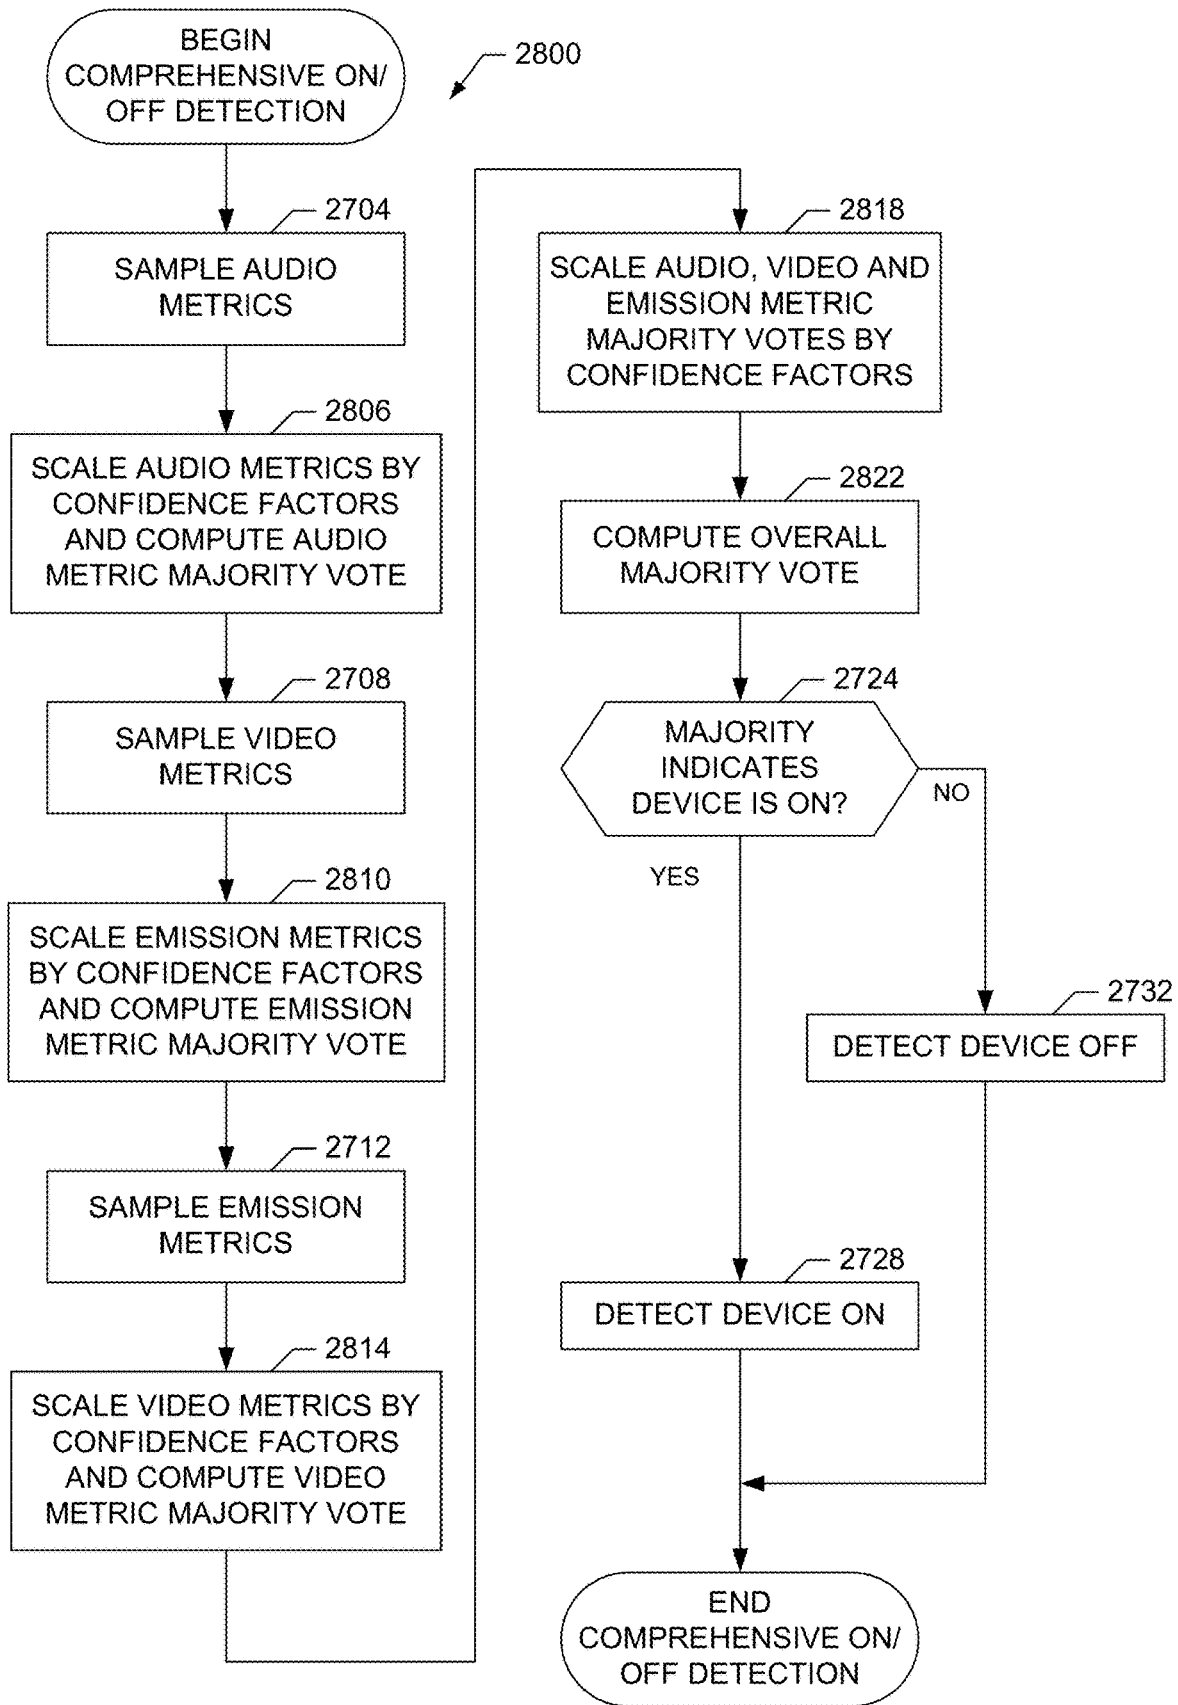 BEGIN
COMPREHENSIVE ON/
OFF DETECTION
2800
2704
SAMPLE AUDIO
METRICS
2806
SCALE AUDIO METRICS BY
CONFIDENCE FACTORS
AND COMPUTE AUDIO
METRIC MAJORITY VOTE
2708
SAMPLE VIDEO
METRICS
2810
SCALE EMISSION METRICS
BY CONFIDENCE FACTORS
AND COMPUTE EMISSION
METRIC MAJORITY VOTE
2712
SAMPLE EMISSION
METRICS
2814
SCALE VIDEO METRICS BY
CONFIDENCE FACTORS
AND COMPUTE VIDEO
METRIC MAJORITY VOTE
2818
SCALE AUDIO, VIDEO AND
EMISSION METRIC
MAJORITY VOTES BY
CONFIDENCE FACTORS
2822
COMPUTE OVERALL
MAJORITY VOTE
2724
MAJORITY
INDICATES
DEVICE IS ON?
NO
YES
2732
DETECT DEVICE OFF
2728
DETECT DEVICE ON
END
COMPREHENSIVE ON/
OFF DETECTION